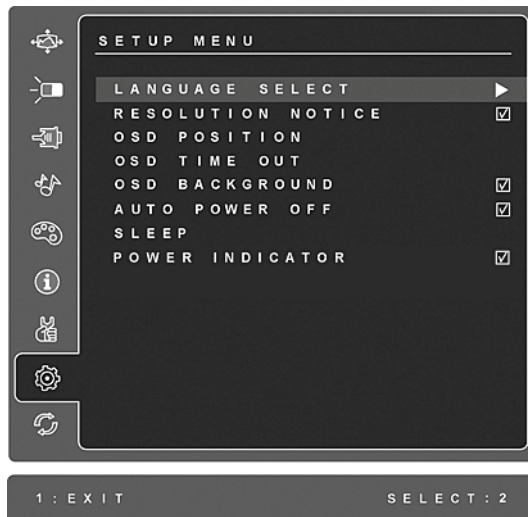 SETUP MENU
LANGUAGE SELECT
RESOLUTION NOTICE
OSD POSITION
OSD TIME OUT
OSD BACKGROUND
AUTO POWER OFF
SLEEP
POWER INDICATOR
1:EXIT SELECT:2